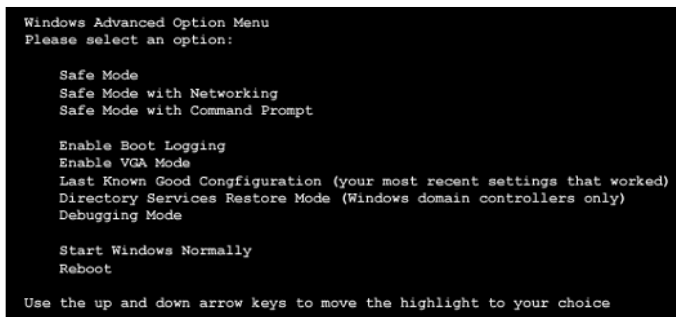 Windows Advanced Option Menu
Please select an option:
Safe Mode
Safe Mode with Networking
Safe Mode with Command Prompt
Enable Boot Logging
Enable VGA Mode
Last Known Good Congfiguration (your most recent settings that worked)
Directory Services Restore Mode (Windows domain controllers only)
Debugging Mode
Start Windows Normally
Reboot
Use the up and down arrow keys to move the highlight to your choice